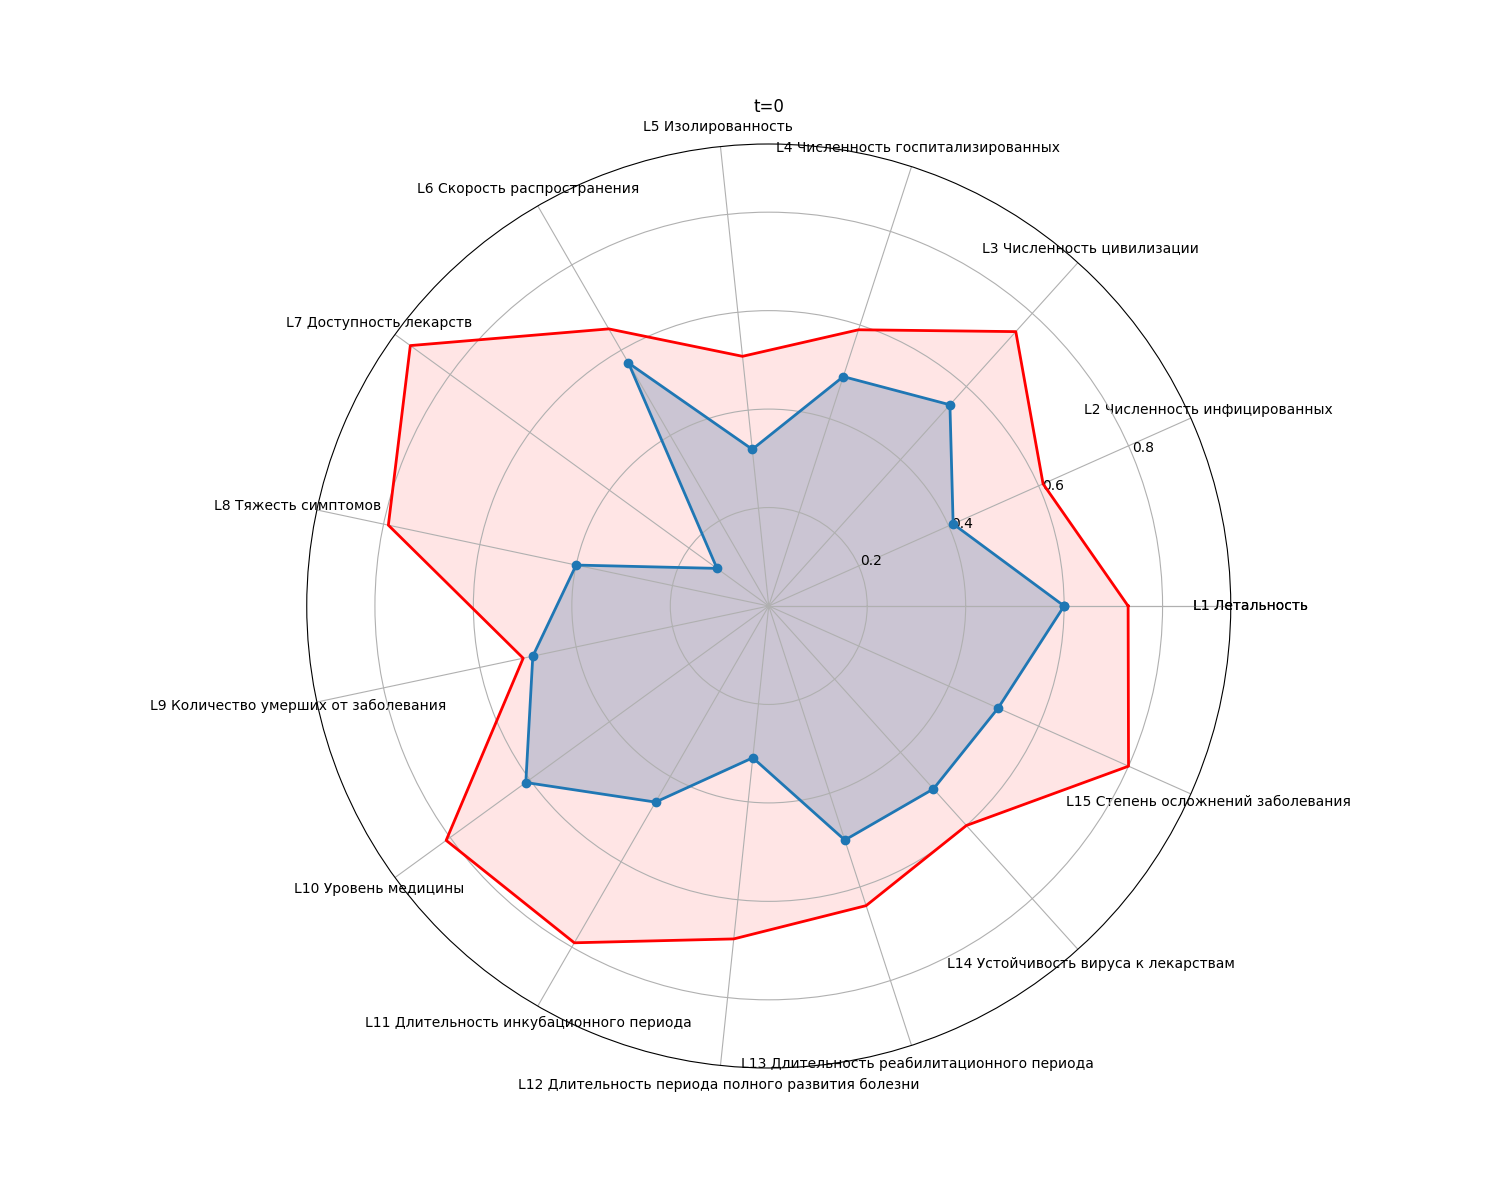 t=0
L5 Изолированность
L4 Численность госпитализированных
L6 Скорость распространения
L3 Численность цивилизации
L7 Доступность лекарств
L2 Численность инфицированных
0.8
0.6
L8 Тяжесть симптомов
0.4
0.2
L1 Летальность
L9 Количество умерших от заболевания
L15 Степень осложнений заболевания
L10 Уровень медицины
L14 Устойчивость вируса к лекарствам
L11 Длительность инкубационного периода
L13 Длительность реабилитационного периода
L12 Длительность периода полного развития болезни